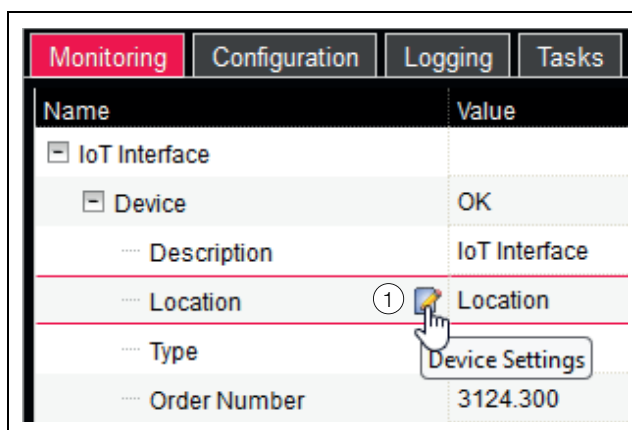 Monitoring Configuration Logging Tasks
Name Value
IoT Interface
Device OK
Description IoT Interface
Location 1 Location
Type Device Settings
Order Number 3124.300